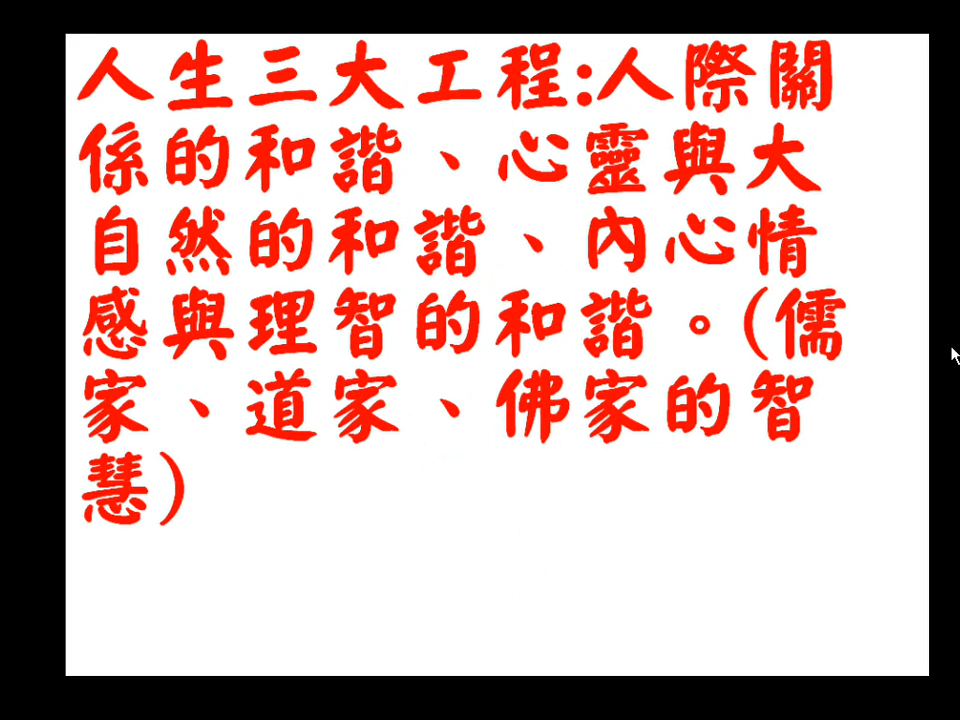 人生三大工程:人際關
係的和諧、心靈與大
自然的和諧、內心情
感與理智的和諧。(儒
家、道家、佛家的智
慧)